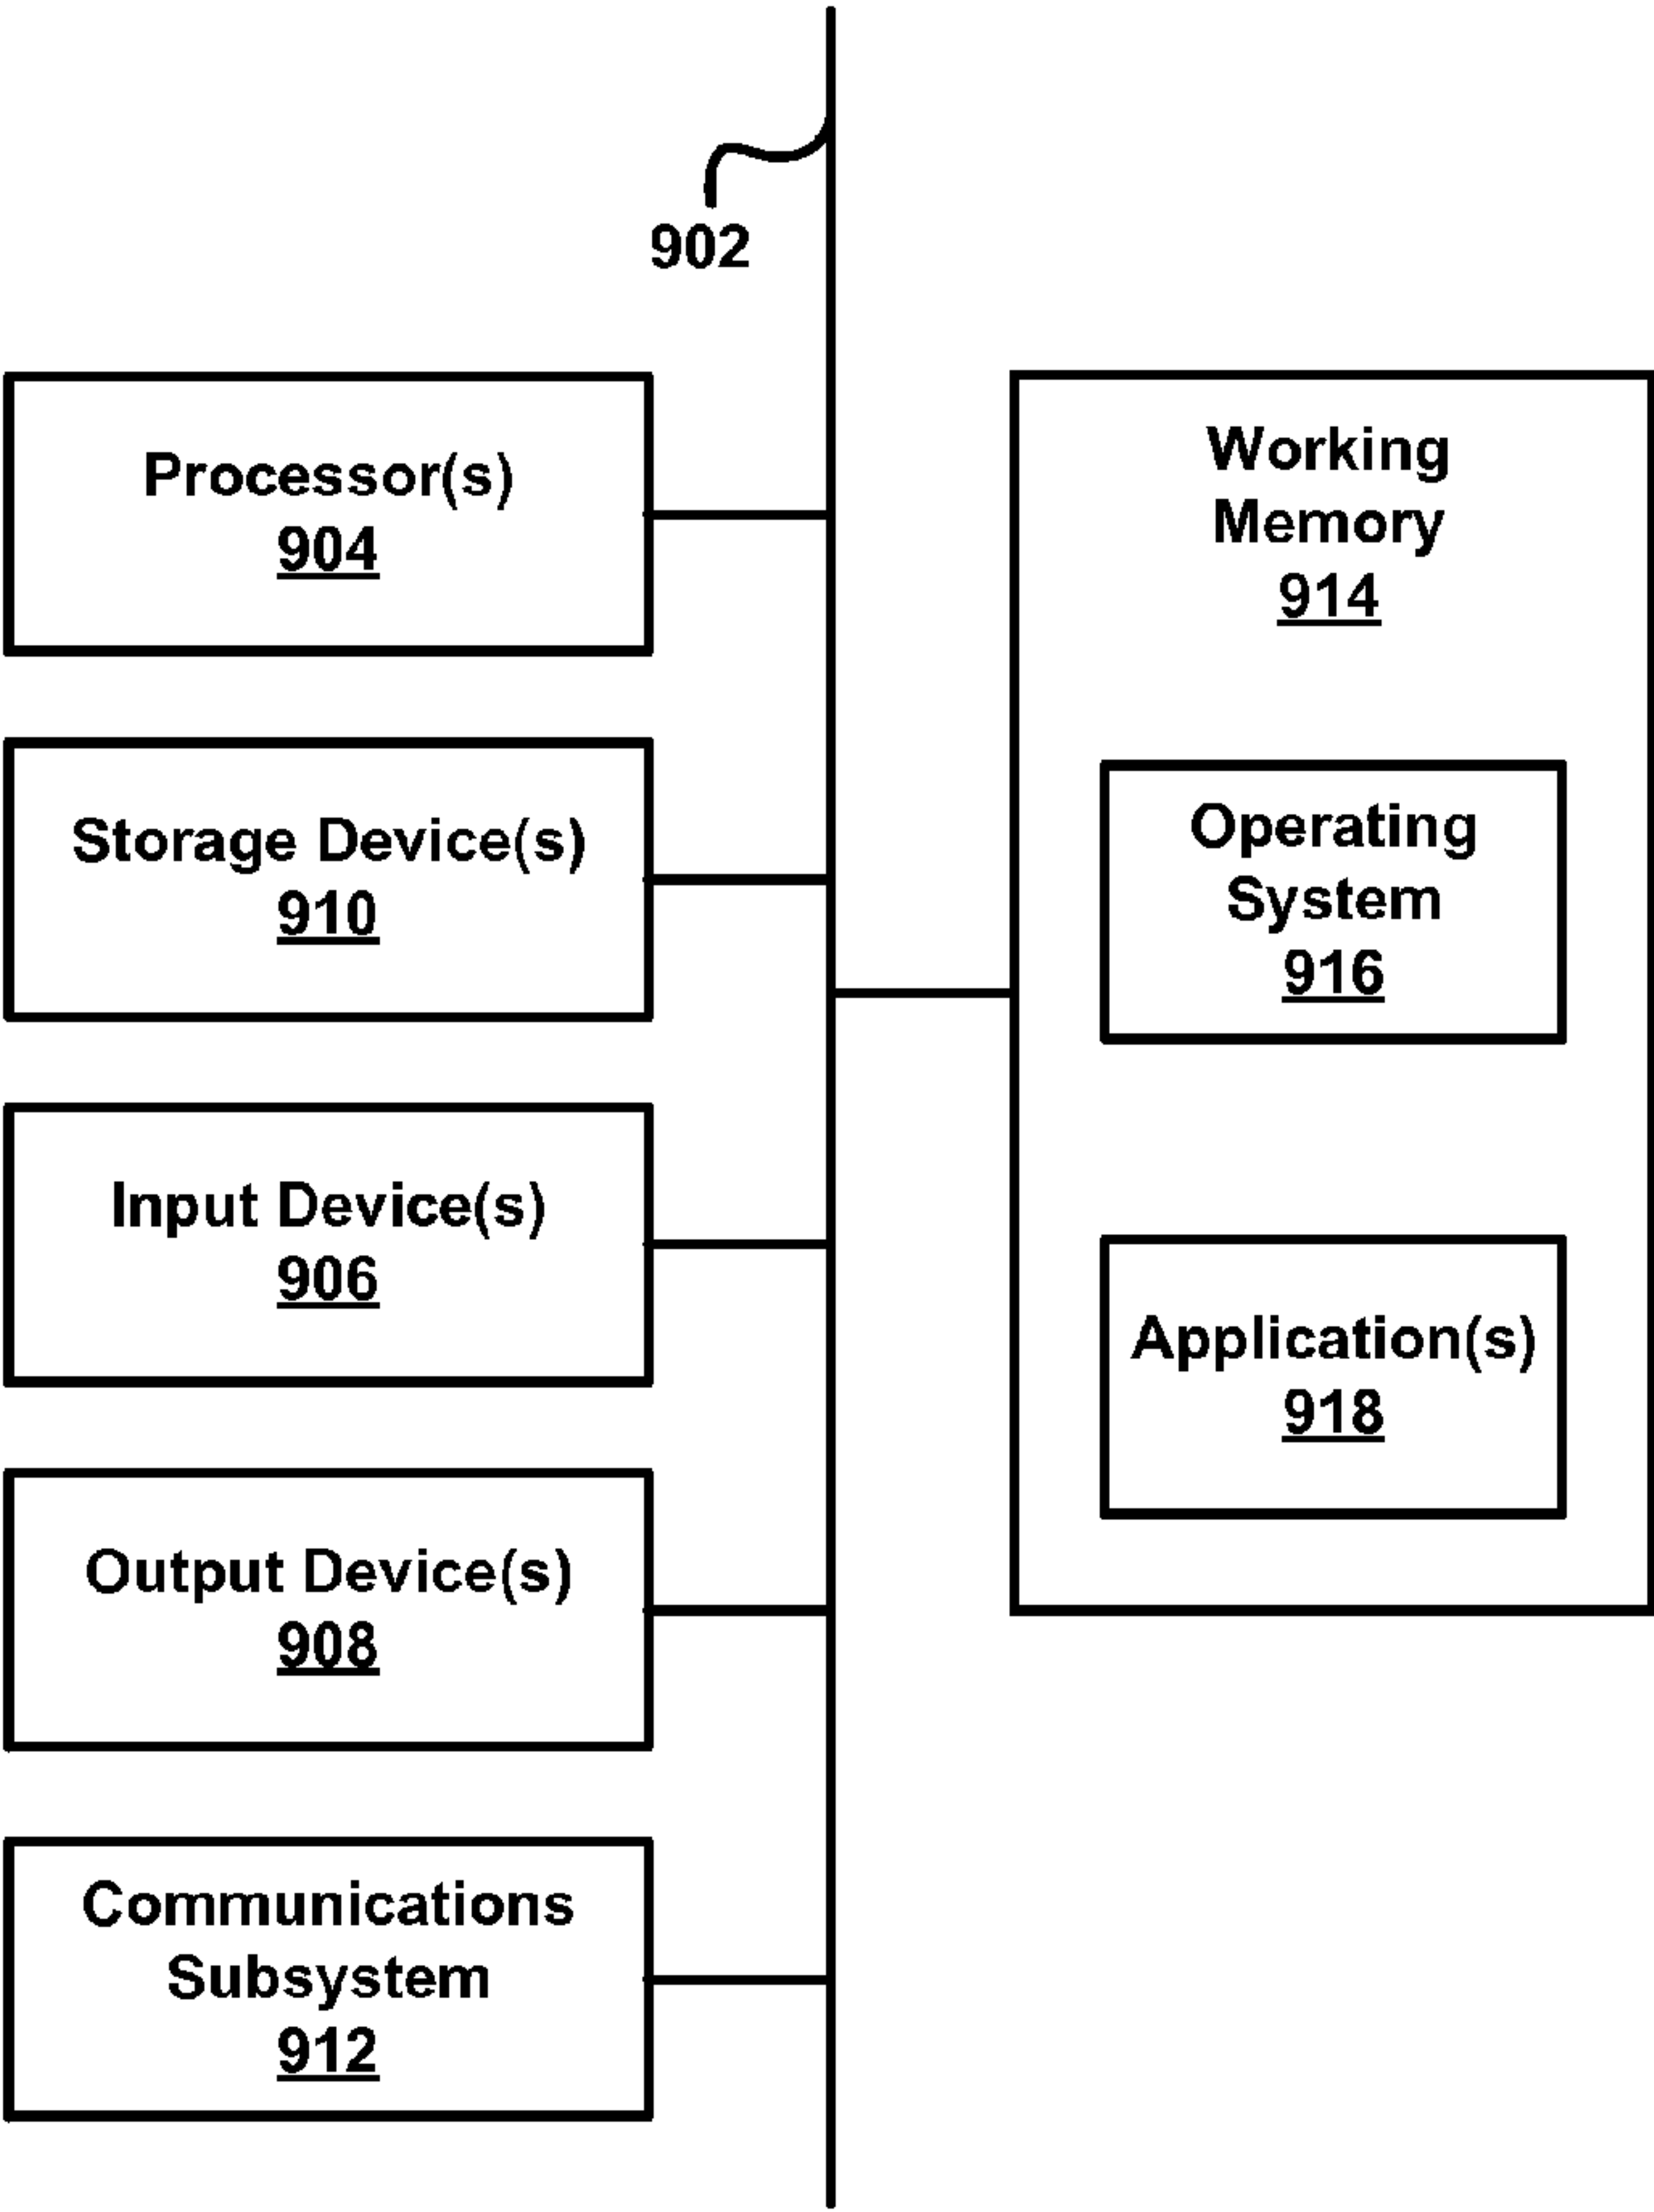 902
Processor(s)
904
Storage Device(s)
910
Input Device(s)
906
Output Device(s)
908
Communications
Subsystem
912
Working
Memory
914
Operating
System
916
Application(s)
918